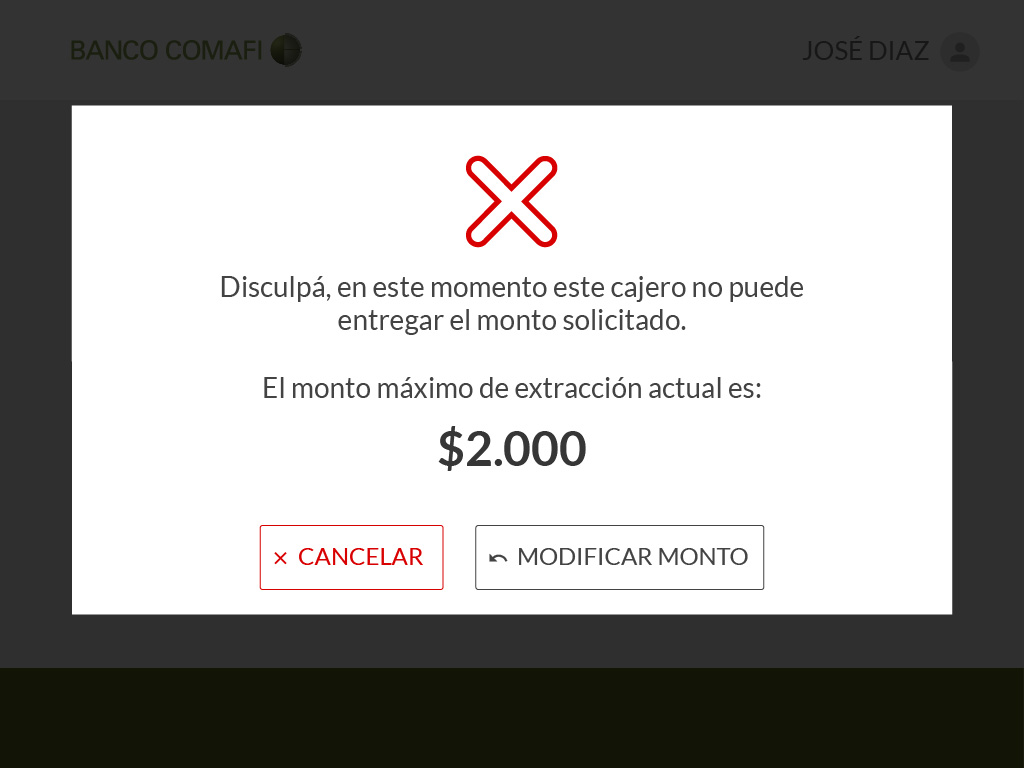 BANCO COMAFI
JOSÉ DIAZ
Disculpá, en este momento este cajero no puede
entregar el monto solicitado.
El monto máximo de extracción actual es:
$2.000
CANCELAR
MODIFICAR MONTO